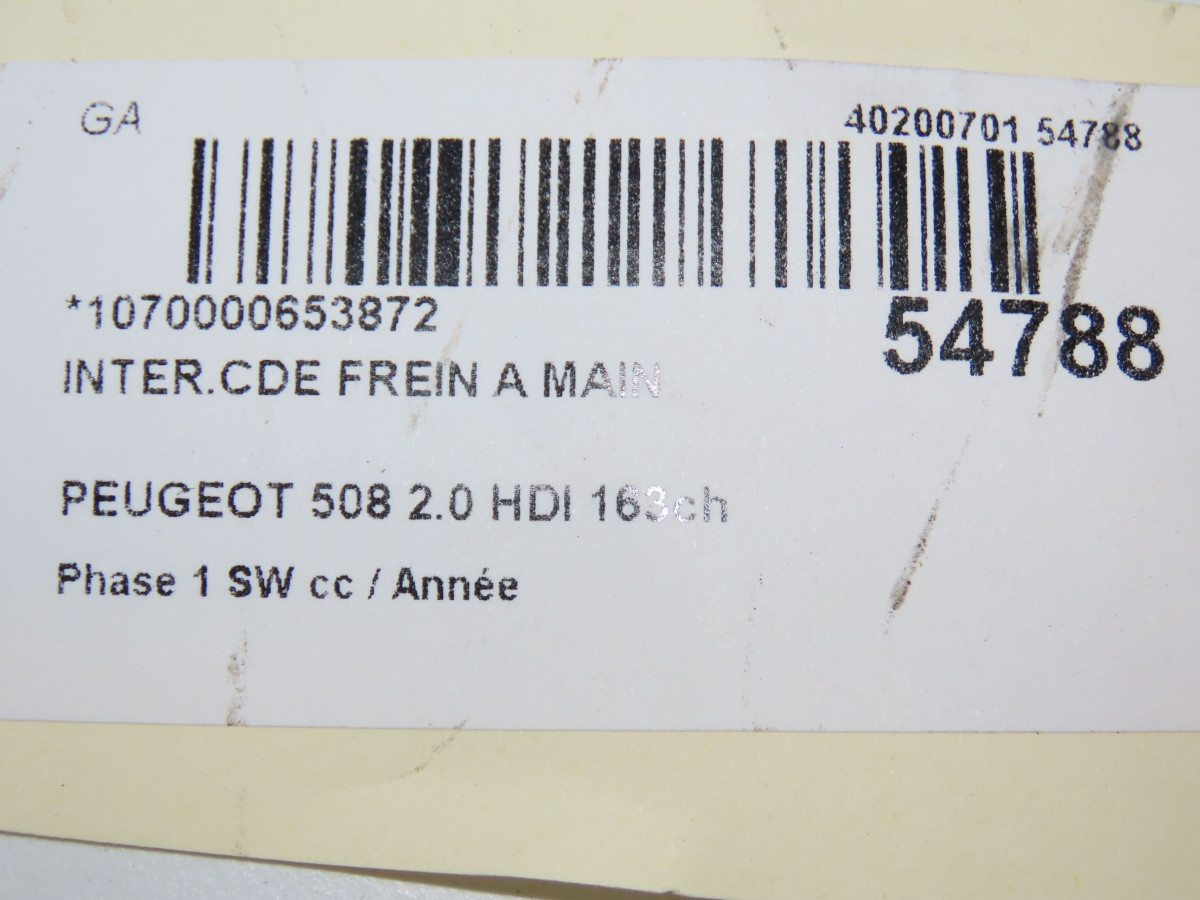 GA
40200701 54788
*1070000653872
54788
INTER.CDE FREIN A MAIN
PEUGEOT 508 2.0 HDI 163ch
Phase 1 SW cc / Année